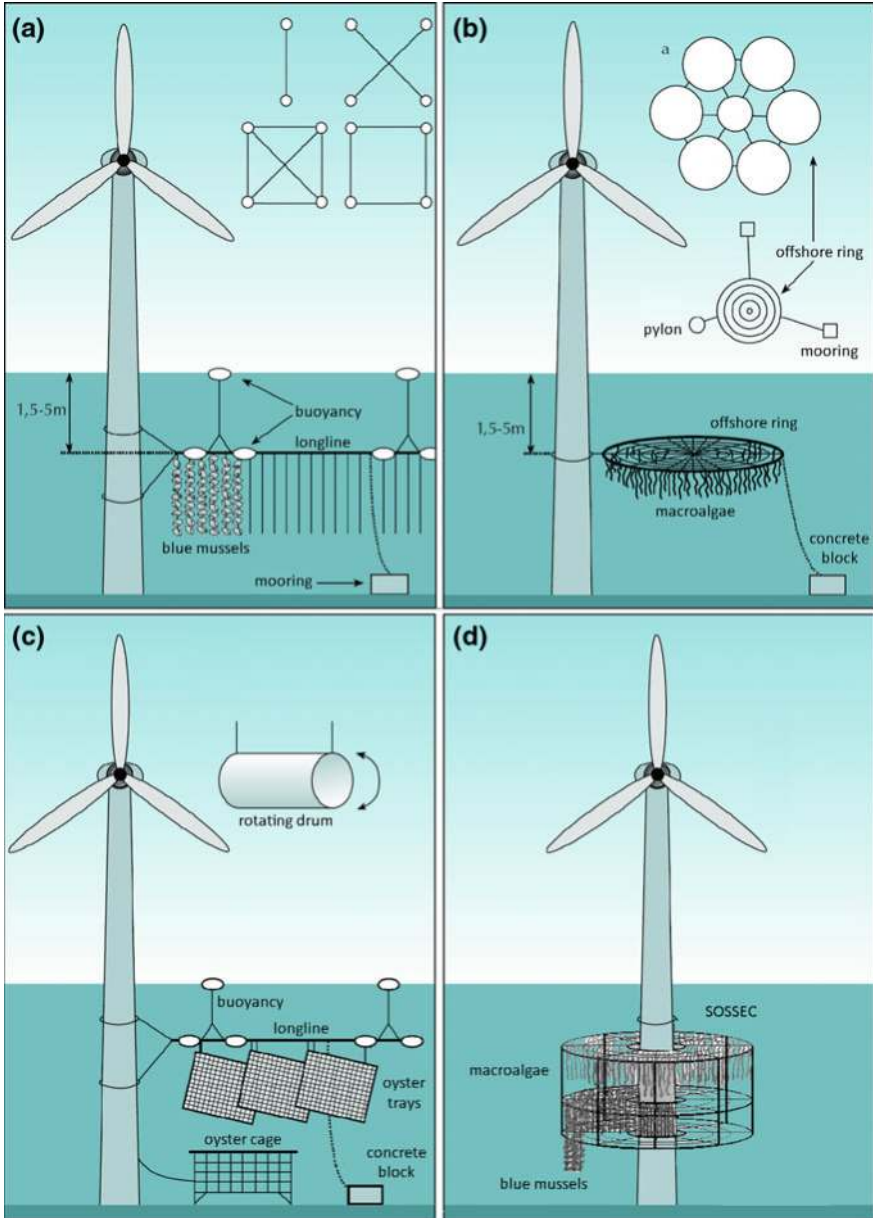 (a)
1,5-5m
buoyancy
longline
blue mussels
mooring
(b)
a
offshore ring
pylon
mooring
1,5-5m
offshore ring
macroalgae
concrete
block
(c)
rotating drum
buoyancy
longline
oyster
trays
oyster cage
concrete
block
(d)
SOSSEC
macroalgae
blue mussels